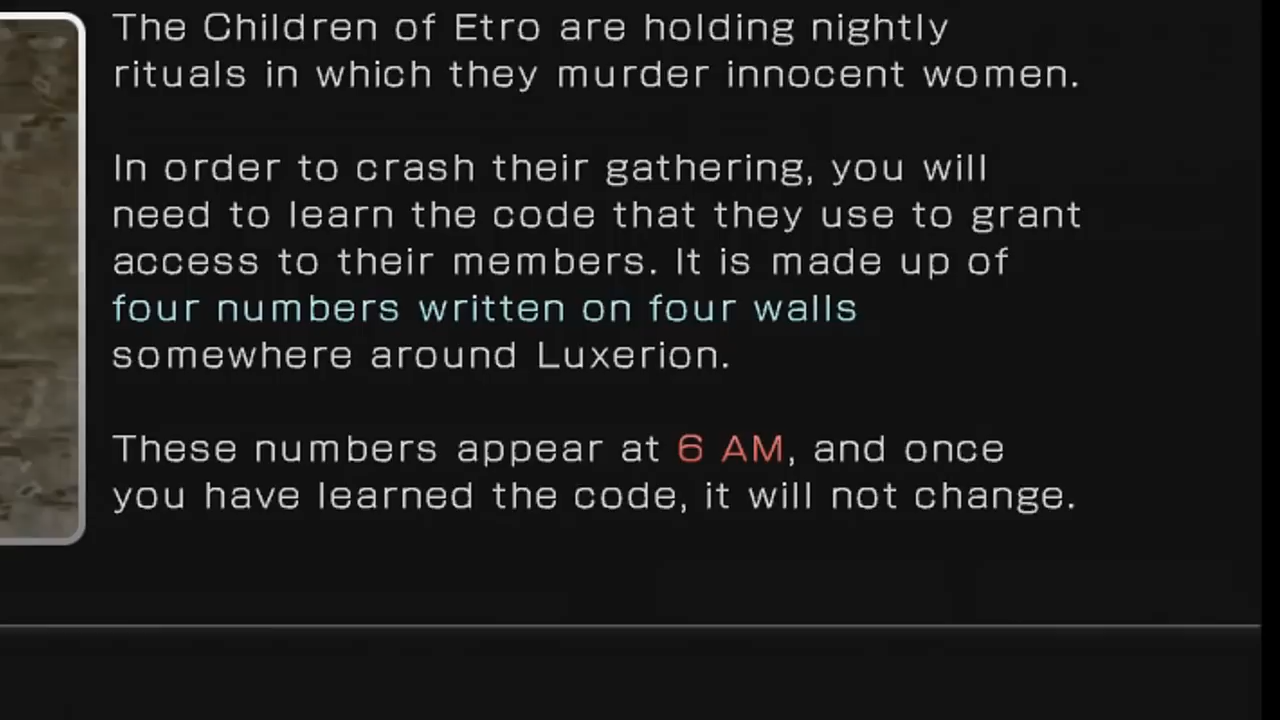 The Children of Etro are holding nightly
rituals in which they murder innocent women.
In order to crash their gathering, you will
need to learn the code that they use to grant
access to their members. It is made up of
four numbers written on four walls
somewhere around Luxerion.
These numbers appear at 6 AM, and once
you have learned the code, it will not change.